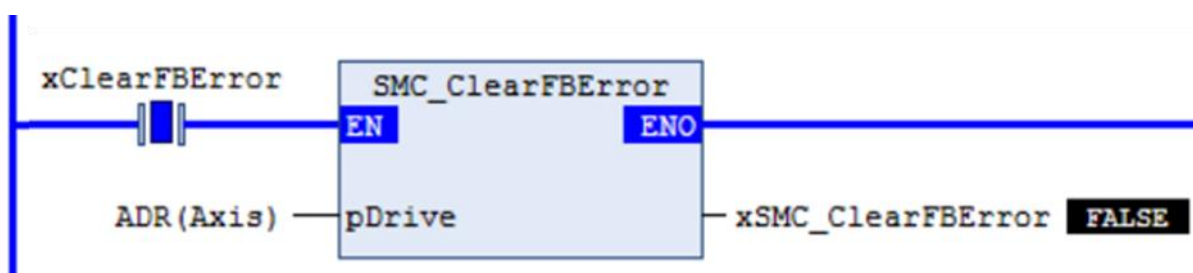 xClearFBError
SMC_ClearFBError
EN
ENO
ADR(Axis)
pDrive
xSMC_ClearFBError
FALSE